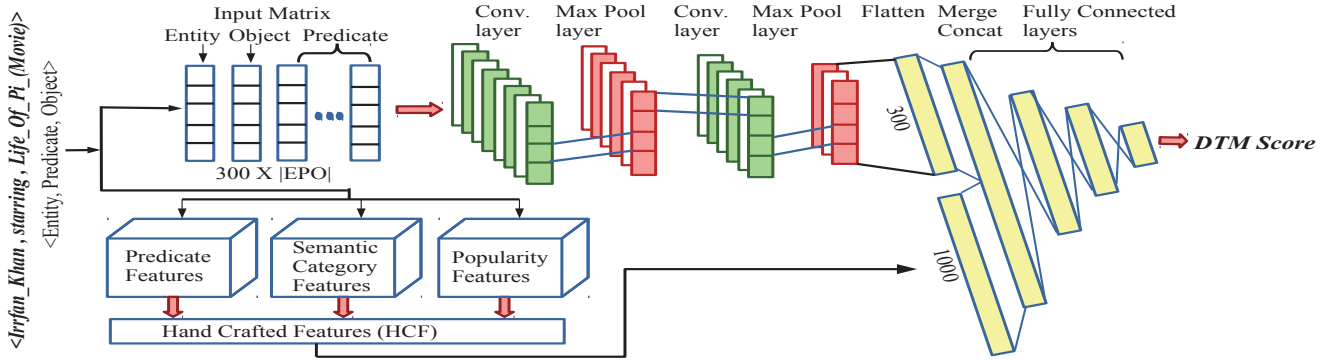 <Irrfan_Khan , starring , Life_Of_Pi_(Movie)>
<Entity, Predicate, Object>
Input Matrix
Entity Object Predicate
300 X |EPO|
Conv.
layer
Max Pool
layer
Conv.
layer
Max Pool
layer
Flatten
Merge
Concat
Fully Connected
layers
300
1000
DTM Score
Predicate
Features
Semantic
Category
Features
Popularity
Features
Hand Crafted Features (HCF)